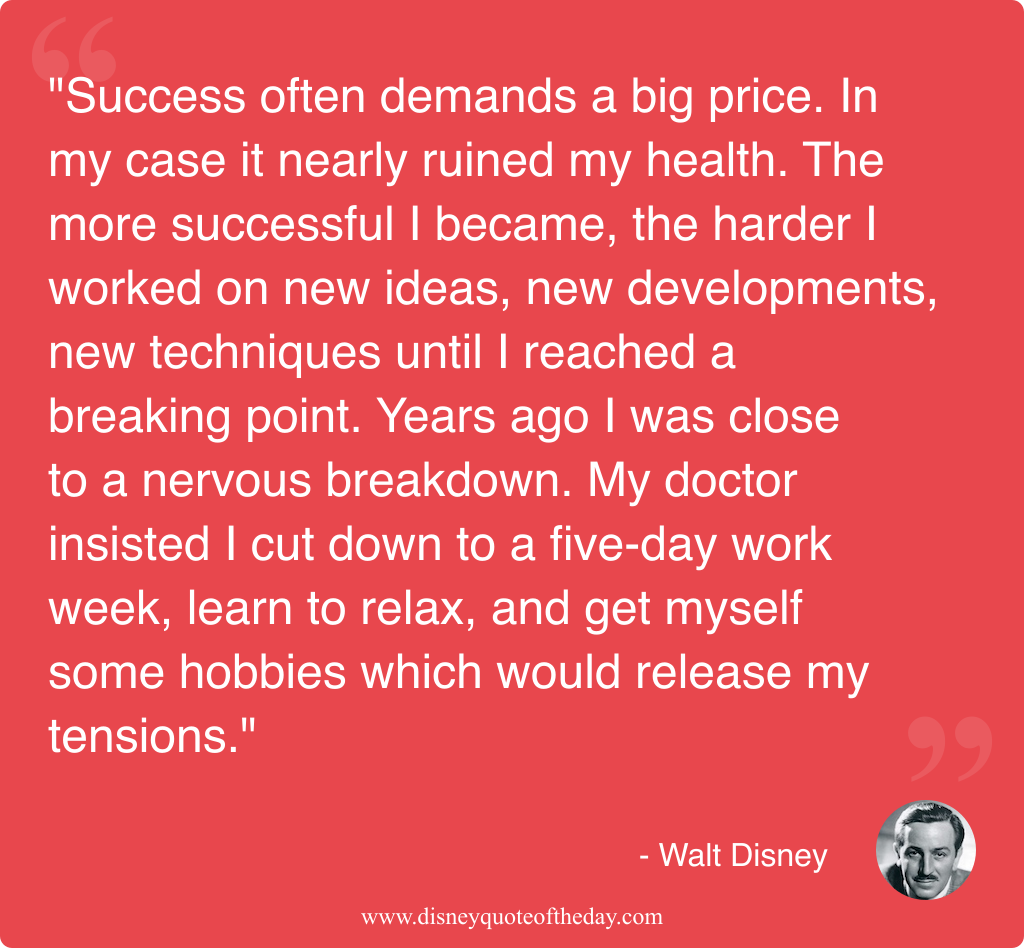 "Success often demands a big price. In
my case it nearly ruined my health. The
more successful I became, the harder I
worked on new ideas, new developments,
new techniques until I reached a
breaking point. Years ago I was close
to a nervous breakdown. My doctor
insisted I cut down to a five-day work
week, learn to relax, and get myself
some hobbies which would release my
tensions."
- Walt Disney
www.disneyquoteoftheday.com